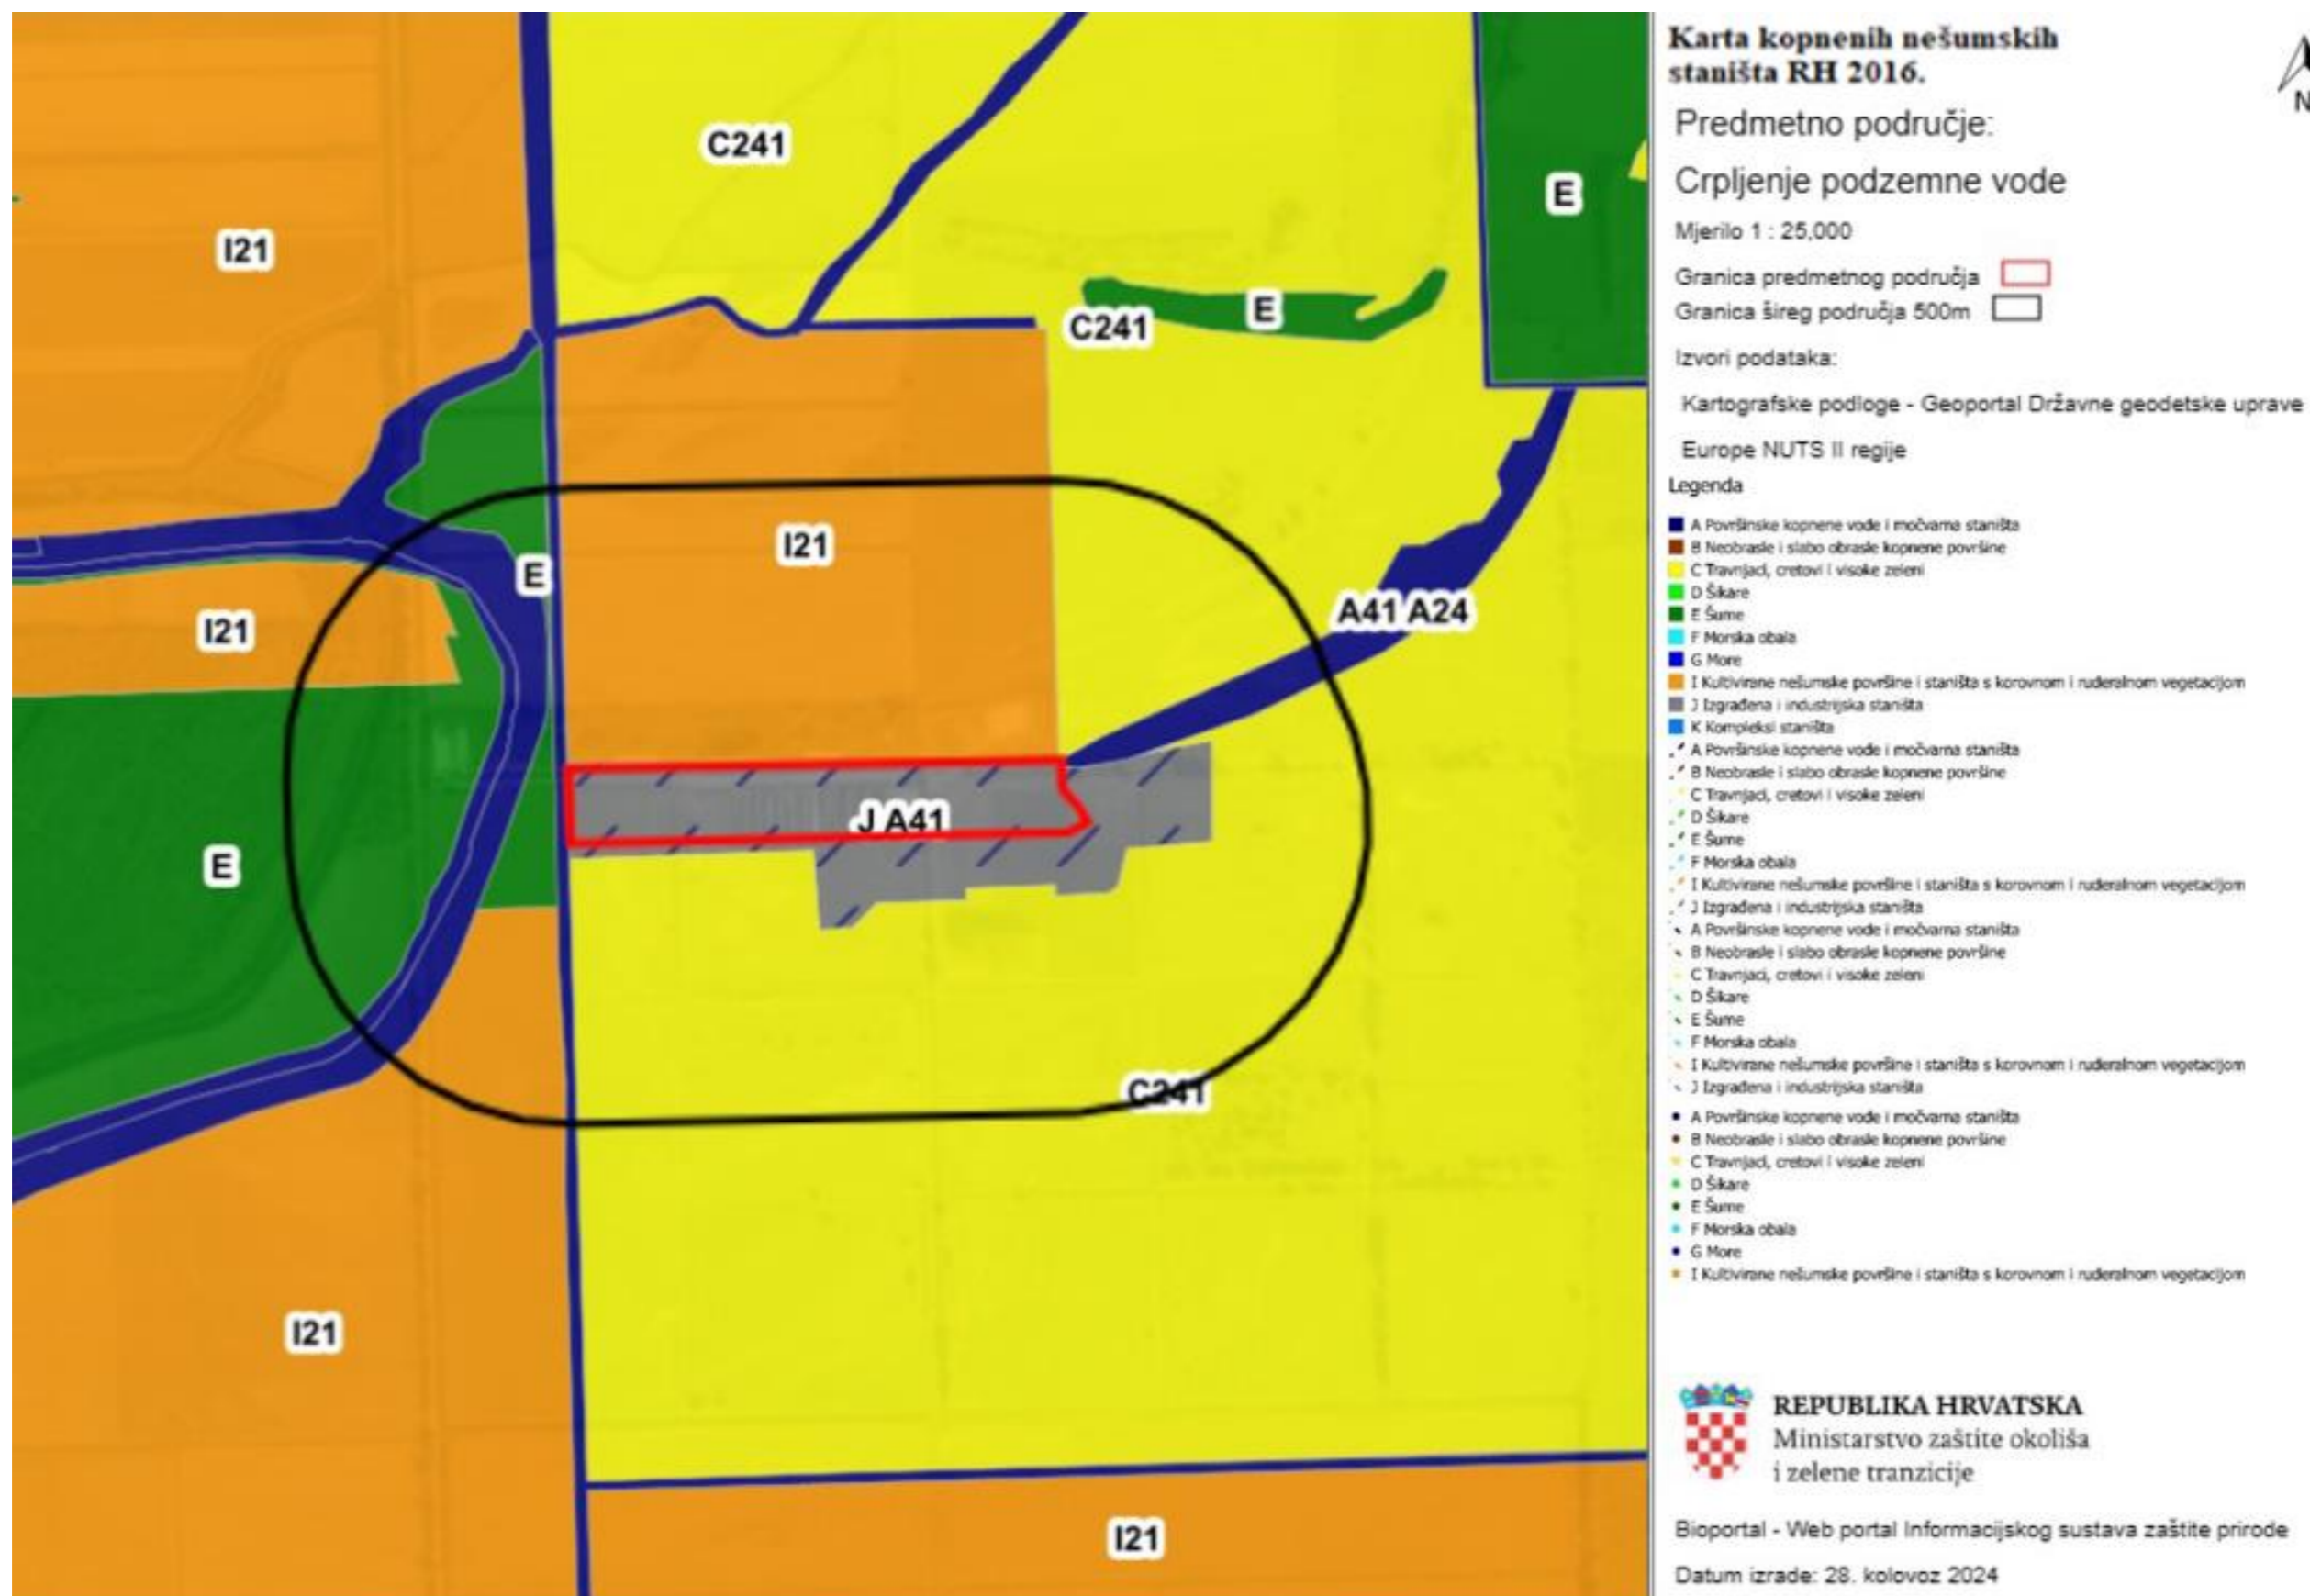 C241
E
I21
C241
E
I21
E
I21
A41 A24
J A41
E
C241
I21
I21
Karta kopnenih nešumskih
staništa RH 2016.
N
Predmetno područje:
Crpljenje podzemne vode
Mjerilo 1 : 25,000
Granica predmetnog područja
Granica šireg područja 500m
Izvori podataka:
Kartografske podloge - Geoportal Državne geodetske uprave
Europe NUTS II regije
Legenda
A Površinske kopnene vode i močvarna staništa
B Neobrasle i slabo obrasle kopnene površine
C Travnjaci, cretovi i visoke zeleni
D Šikare
E Šume
F Morska obala
G More
I Kultivirane nešumske površine i staništa s korovnom i ruderalnom vegetacijom
J Izgrađena i industrijska staništa
K Kompleksi staništa
A Površinske kopnene vode i močvarna staništa
B Neobrasle i slabo obrasle kopnene površine
C Travnjaci, cretovi i visoke zeleni
D Šikare
E Šume
F Morska obala
I Kultivirane nešumske površine i staništa s korovnom i ruderalnom vegetacijom
J Izgrađena i industrijska staništa
A Površinske kopnene vode i močvarna staništa
B Neobrasle i slabo obrasle kopnene površine
C Travnjaci, cretovi i visoke zeleni
D Šikare
E Šume
F Morska obala
I Kultivirane nešumske površine i staništa s korovnom i ruderalnom vegetacijom
J Izgrađena i industrijska staništa
A Površinske kopnene vode i močvarna staništa
B Neobrasle i slabo obrasle kopnene površine
C Travnjaci, cretovi i visoke zeleni
D Šikare
E Šume
F Morska obala
G More
I Kultivirane nešumske površine i staništa s korovnom i ruderalnom vegetacijom
REPUBLIKA HRVATSKA
Ministarstvo zaštite okoliša
i zelene tranzicije
Bioportal - Web portal Informacijskog sustava zaštite prirode
Datum izrade: 28. kolovoz 2024